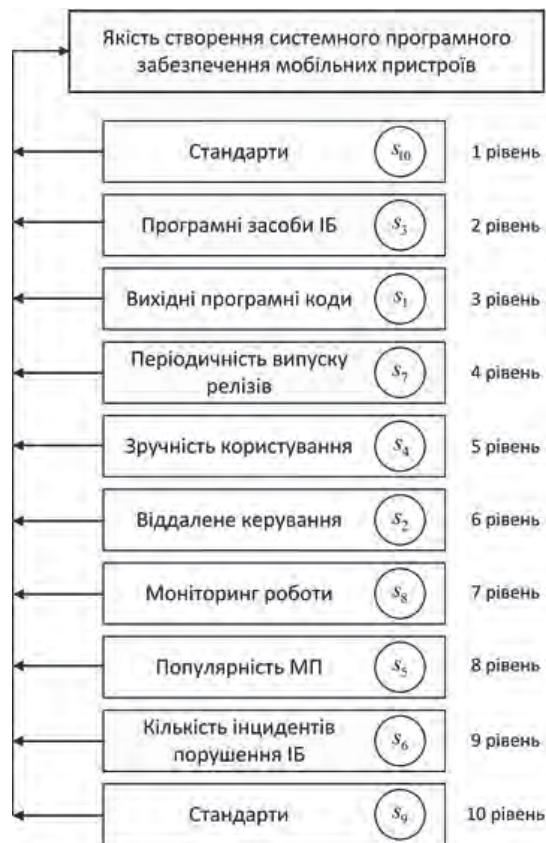 Якість створення системного програмного
забезпечення мобільних пристроїв
Стандарти s10 1 рівень
Програмні засоби ІБ s3 2 рівень
Вихідні програмні коди s1 3 рівень
Періодичність випуску
релізів s7 4 рівень
Зручність користування s4 5 рівень
Віддалене керування s2 6 рівень
Моніторинг роботи s8 7 рівень
Популярність МП s5 8 рівень
Кількість інцидентів
порушення ІБ s6 9 рівень
Стандарти s9 10 рівень